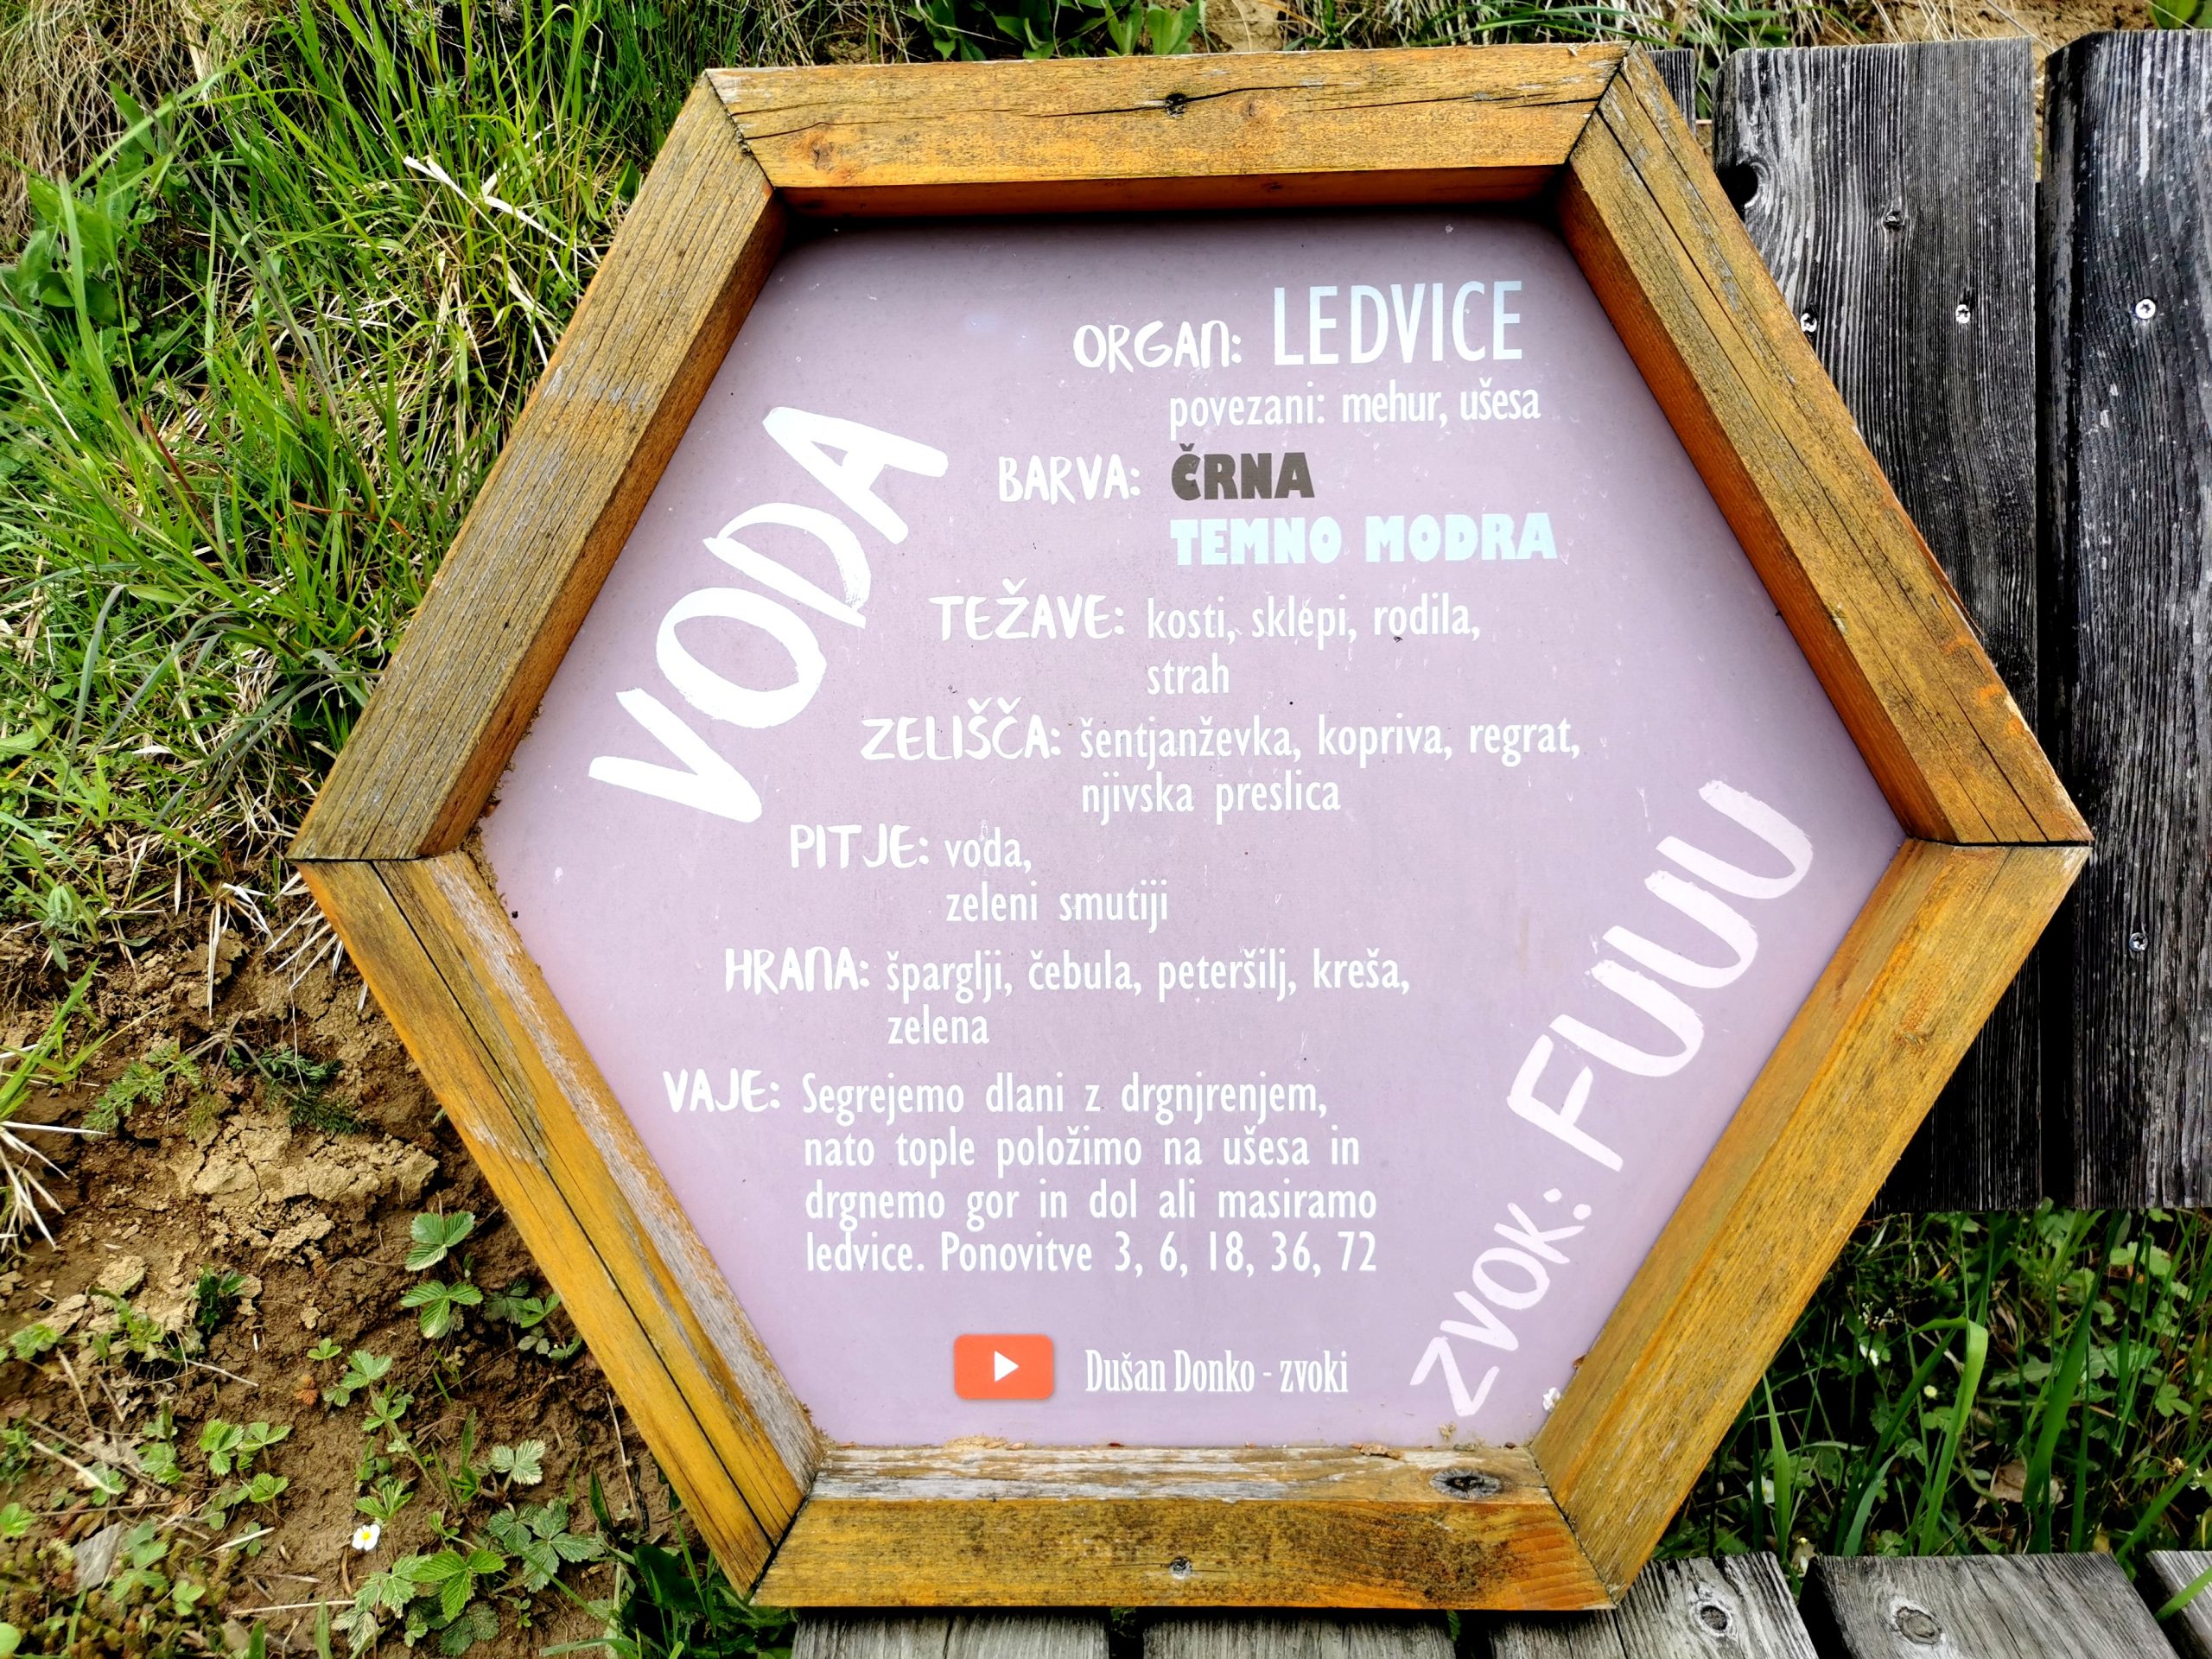 VODA
ORGAN: LEDVICE
povezani: mehur, ušesa
BARVA: ČRNA
TEMNO MODRA
TEŽAVE: kosti, sklepi, rodila,
strah
ZELIŠČA: šentjanževka, kopriva, regrat,
njivska preslica
PITJE: voda,
zeleni smutiji
HRANA: šparglji, čebula, peteršilj, kreša,
zelena
VAJE: Segrejemo dlani z drgnjrenjem,
nato tople položimo na ušesa in
drgnemo gor in dol ali masiramo
ledvice. Ponovitve 3, 6, 18, 36, 72
ZVOK: FUUU
Dušan Donko - zvoki